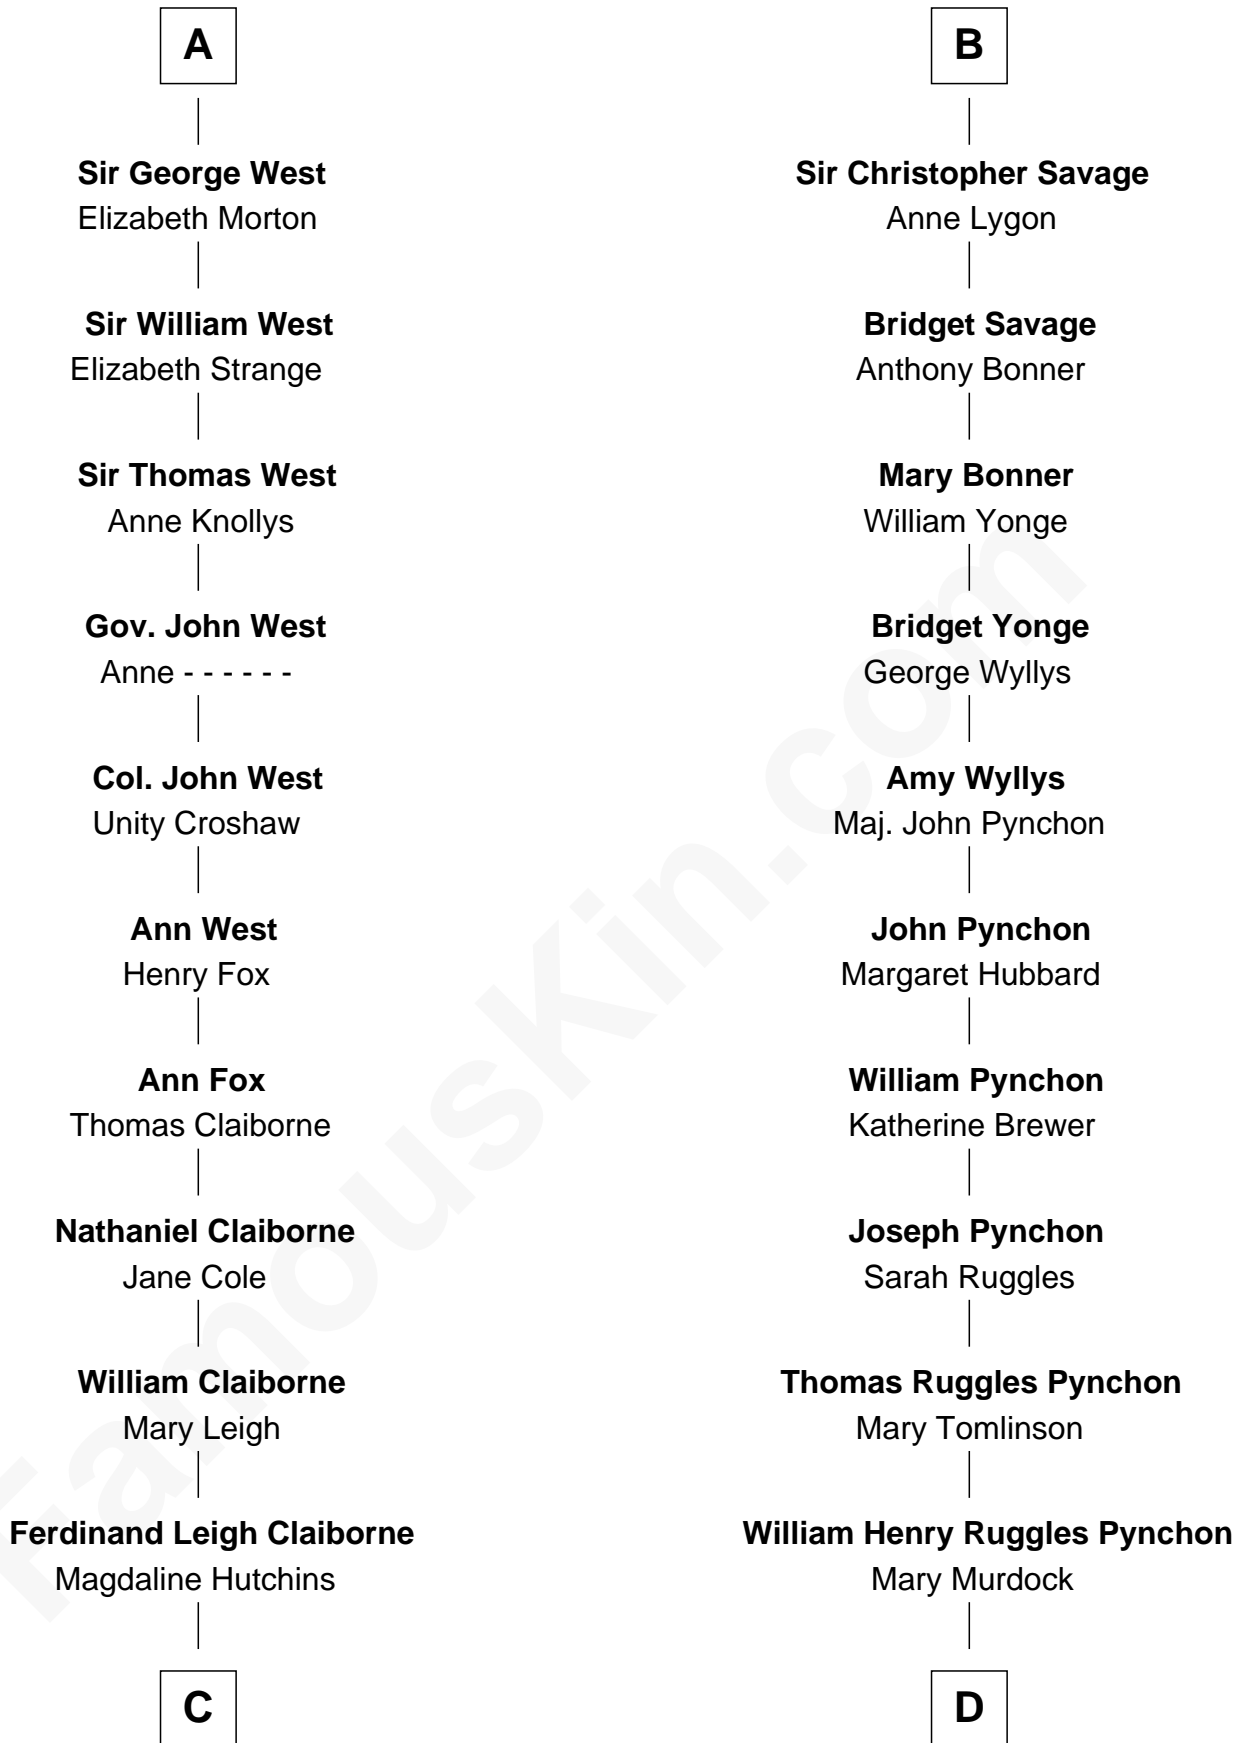 A
Sir George West
Elizabeth Morton
Sir William West
Elizabeth Strange
Sir Thomas West
Anne Knollys
Gov. John West
Anne - - - - - -
Col. John West
Unity Croshaw
Ann West
Henry Fox
Ann Fox
Thomas Claiborne
Nathaniel Claiborne
Jane Cole
William Claiborne
Mary Leigh
Ferdinand Leigh Claiborne
Magdaline Hutchins
C
B
Sir Christopher Savage
Anne Lygon
Bridget Savage
Anthony Bonner
Mary Bonner
William Yonge
Bridget Yonge
George Wyllys
Amy Wyllys
Maj. John Pynchon
John Pynchon
Margaret Hubbard
William Pynchon
Katherine Brewer
Joseph Pynchon
Sarah Ruggles
Thomas Ruggles Pynchon
Mary Tomlinson
William Henry Ruggles Pynchon
Mary Murdock
D
FamousKin.com